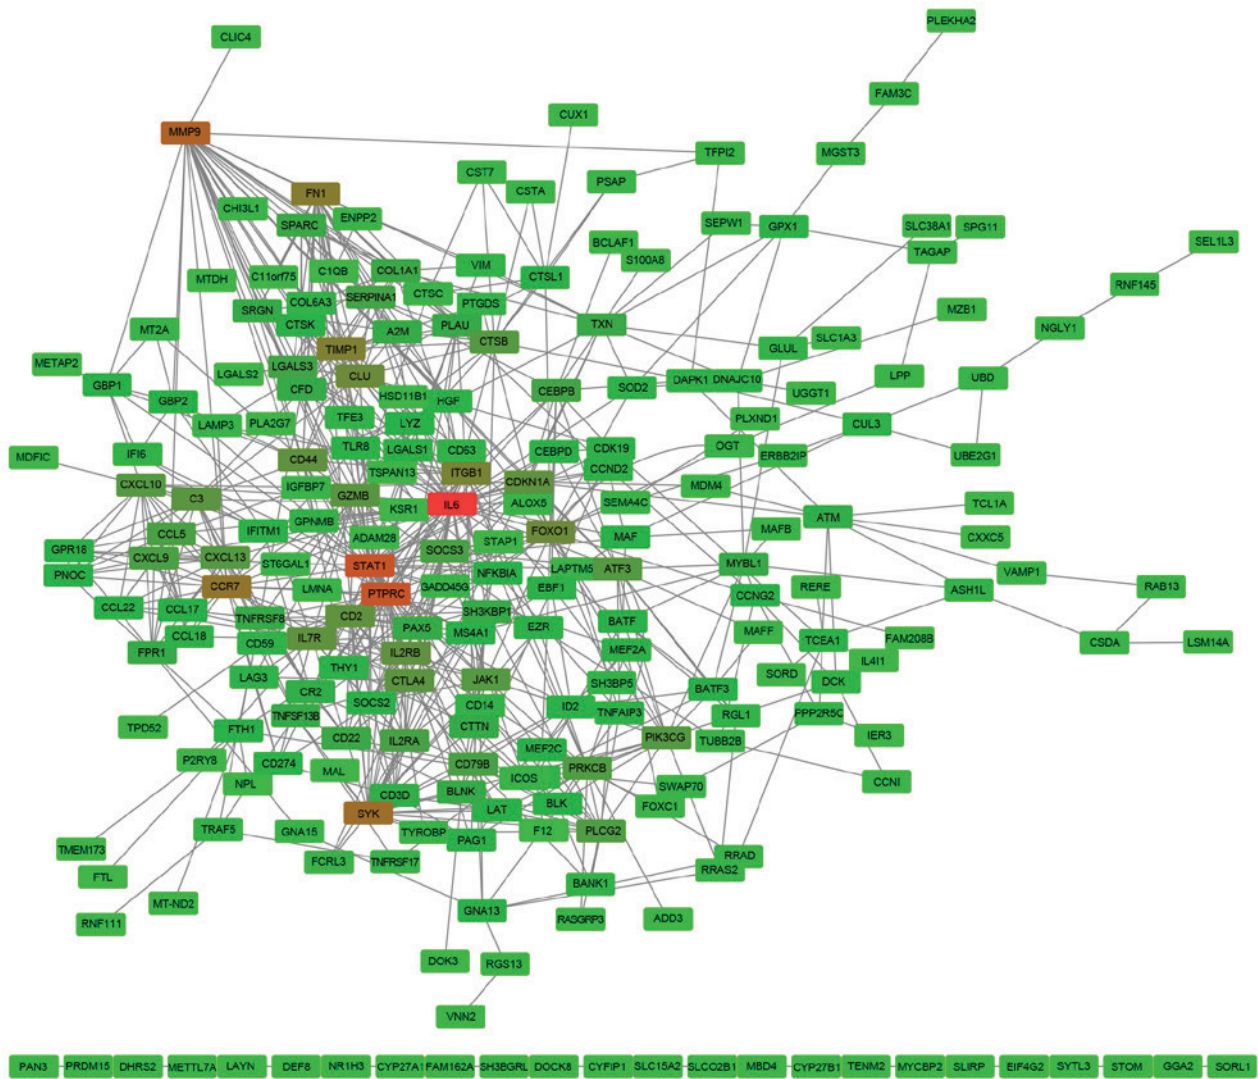 PLEKHA2
CLIC4
FAM3C
CUX1
MMP9
MGST3
TFPI2
CST7
PSAP
CSTA
FN1
CHI3L1
SPARC
ENPP2
SEPW1
GPX1
SLC38A1
SPG11
BCLAF1
S100A8
TAGAP
SEL1L3
MTDH
C11orf75
C1QB
COL1A1
VIM
CTSL1
RNF145
SRGN
COL6A3
SERPINA1
CTSC
PTGDS
MZB1
MT2A
CTSK
A2M
PLAU
TXN
NGLY1
TIMP1
CTSB
GLUL
SLC1A3
METAP2
GBP1
LGALS2
LGALS3
CLU
CEBPB
SOD2
DAPK1
DNAJC10
UGGT1
LPP
UBD
GBP2
CFD
HSD11B1
HGF
LAMP3
PLA2G7
TFE3
LYZ
PLXND1
CUL3
MDFIC
IFI6
CD44
TLR8
LGALS1
CD63
CEBPD
CDK19
OGT
ERBB2IP
UBE2G1
TSPAN13
ITGB1
CCND2
CXCL10
C3
IGFBP7
GZMB
CDKN1A
MDM4
KSR1
IL6
ALOX5
SEMA4C
TCL1A
CCL5
IFITM1
GPNMB
ATM
MAFB
ADAM28
SOCS3
STAP1
FOXO1
MAF
CXXC5
GPR18
PNOC
CXCL9
CXCL13
ST6GAL1
STAT1
NFKBIA
LAPTM5
ATF3
MYBL1
VAMP1
CCR7
LMNA
PTPRC
GADD45G
EBF1
CCNG2
RERE
ASH1L
RAB13
CCL22
CCL17
TNFRSF8
CD2
SH3KBP1
CCL18
CD59
IL7R
PAX5
MS4A1
EZR
BATF
MAFF
TCEA1
FAM208B
CSDA
LSM14A
FPR1
THY1
IL2RB
MEF2A
IL4I1
LAG3
CR2
CTLA4
JAK1
SH3BP5
BATF3
SORD
DCK
TPD52
TNFSF13B
SOCS2
CD14
ID2
TNFAIP3
RGL1
PPP2R5C
FTH1
CD22
IL2RA
CTTN
MEF2C
PIK3CG
TUBB2B
IER3
P2RY8
CD274
MAL
CD79B
ICOS
PRKCB
NPL
CD3D
BLNK
SWAP70
CCNI
SYK
LAT
BLK
FOXC1
TRAF5
GNA15
TYROBP
PAG1
F12
PLCG2
TMEM173
FCRL3
TNFRSF17
RRAD
RRAS2
FTL
BANK1
MT-ND2
RNF111
GNA13
RASGRP3
ADD3
DOK3
RGS13
VNN2
PAN3 PRDM15 DHRS2 METTL7A LAYN DEF8 NR1H3 CYP27A1 FAM162A SH3BGRL DOCK8 CYFIP1 SLC15A2 SLCO2B1 MBD4 CYP27B1 TENM2 MYCBP2 SLIRP EIF4G2 SYTL3 STOM GGA2 SORL1